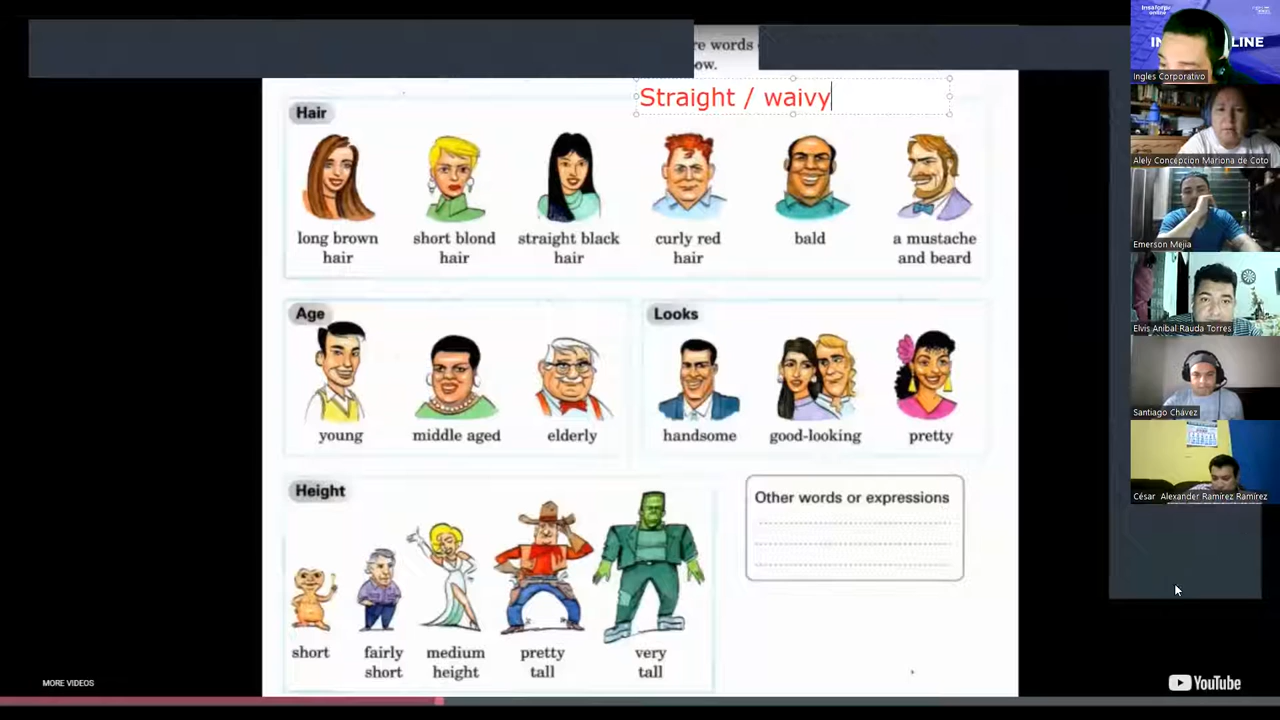 re words
ow.
Straight / waivy
Hair
long brown hair
short blond hair
straight black hair
curly red hair
bald
a mustache and beard
Age
young
middle aged
elderly
Looks
handsome
good-looking
pretty
Height
short
fairly short
medium height
pretty tall
very tall
Other words or expressions
MORE VIDEOS
YouTube
LINE
Ingles Corporativo
Alely Concepcion Mariona de Coto
Emerson Mejia
Elvis Anibal Rauda Torres
Santiago Chávez
César Alexander Ramírez Ramírez